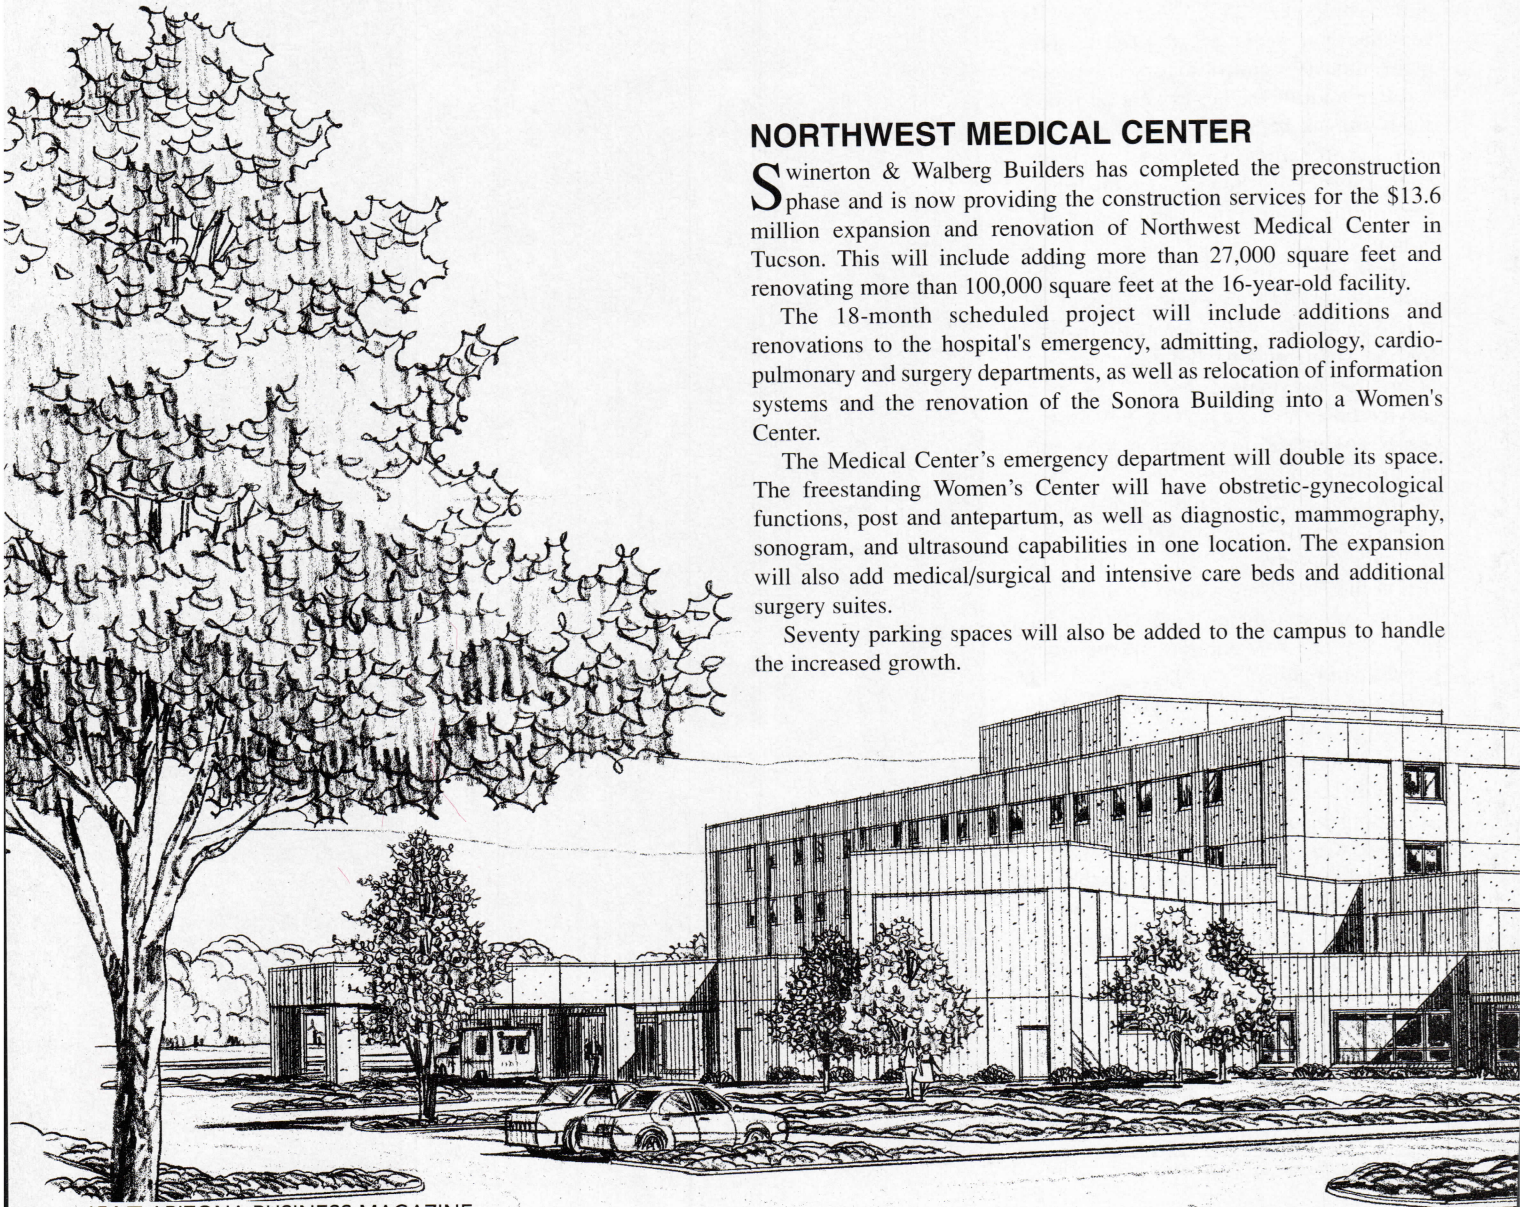 NORTHWEST MEDICAL CENTER
Swinerton & Walberg Builders has completed the preconstruction
phase and is now providing the construction services for the $13.6
million expansion and renovation of Northwest Medical Center in
Tucson. This will include adding more than 27,000 square feet and
renovating more than 100,000 square feet at the 16-year-old facility.
The 18-month scheduled project will include additions and
renovations to the hospital's emergency, admitting, radiology, cardio-
pulmonary and surgery departments, as well as relocation of information
systems and the renovation of the Sonora Building into a Women's
Center.
The Medical Center’s emergency department will double its space.
The freestanding Women’s Center will have obstetric-gynecological
functions, post and antepartum, as well as diagnostic, mammography,
sonogram, and ultrasound capabilities in one location. The expansion
will also add medical/surgical and intensive care beds and additional
surgery suites.
Seventy parking spaces will also be added to the campus to handle
the increased growth.
ARIZONA BUSINESS MAGAZINE